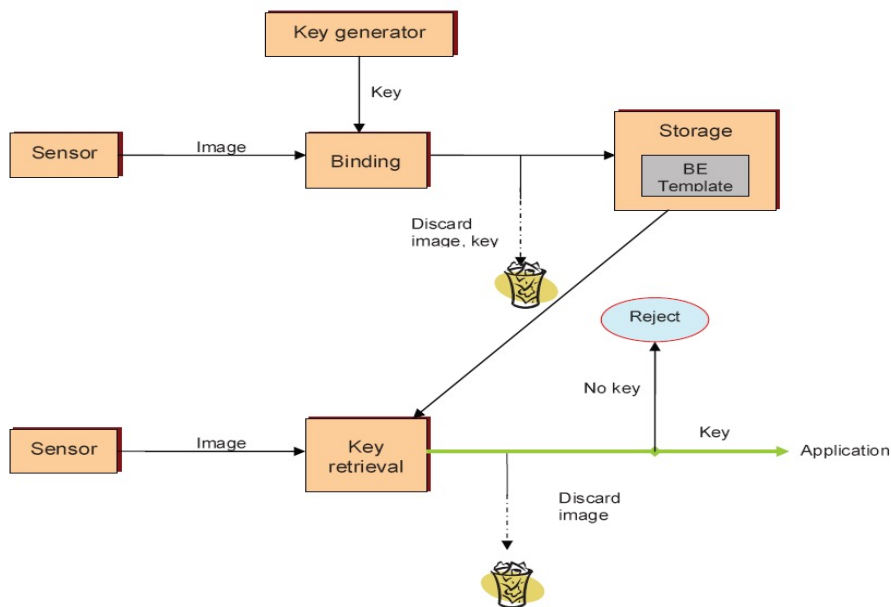 Key generator
Key
Sensor
Image
Binding
Storage
BE
Template
Discard
image, key
Reject
No key
Sensor
Image
Key
retrieval
Key
Application
Discard
image